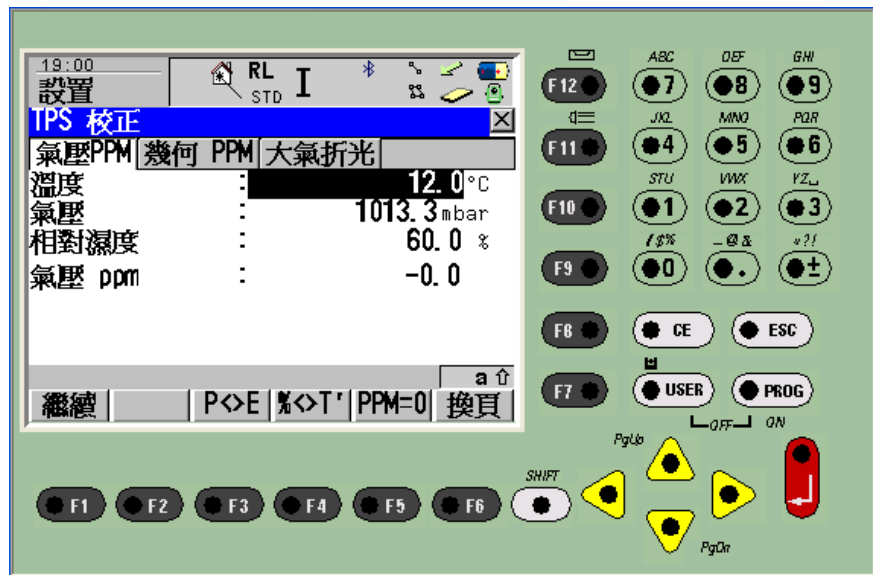 19:00
設置
RL
STD
I
TPS 校正
氣壓PPM 幾何 PPM 大氣折光
溫度 : 12.0°C
氣壓 : 1013.3mbar
相對濕度 : 60.0 %
氣壓 ppm : -0.0
a⇧
繼續 P<>E %<>T' PPM=0 換頁
F12
ABC DEF GHI
7 8 9
F11
JKL MNO PQR
4 5 6
F10
STU VWX YZ␣
1 2 3
F9
/$% _@& *?!
0 . ±
F8 CE ESC
F7 USER PROG
OFF ON
PgUp
SHIFT
F1 F2 F3 F4 F5 F6
PgDn